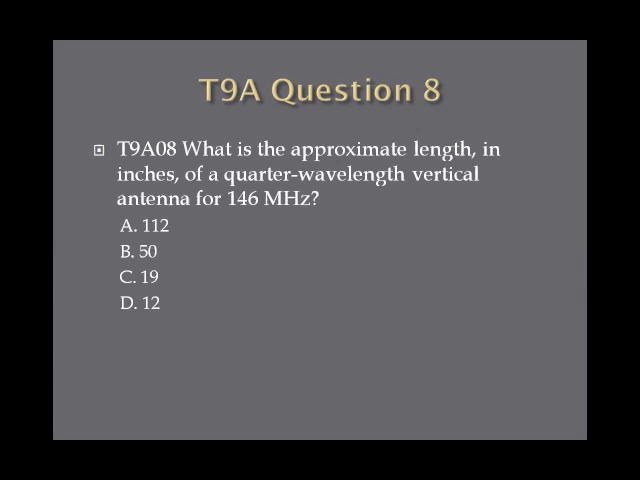 T9A Question 8
T9A08 What is the approximate length, in
inches, of a quarter-wavelength vertical
antenna for 146 MHz?
A. 112
B. 50
C. 19
D. 12